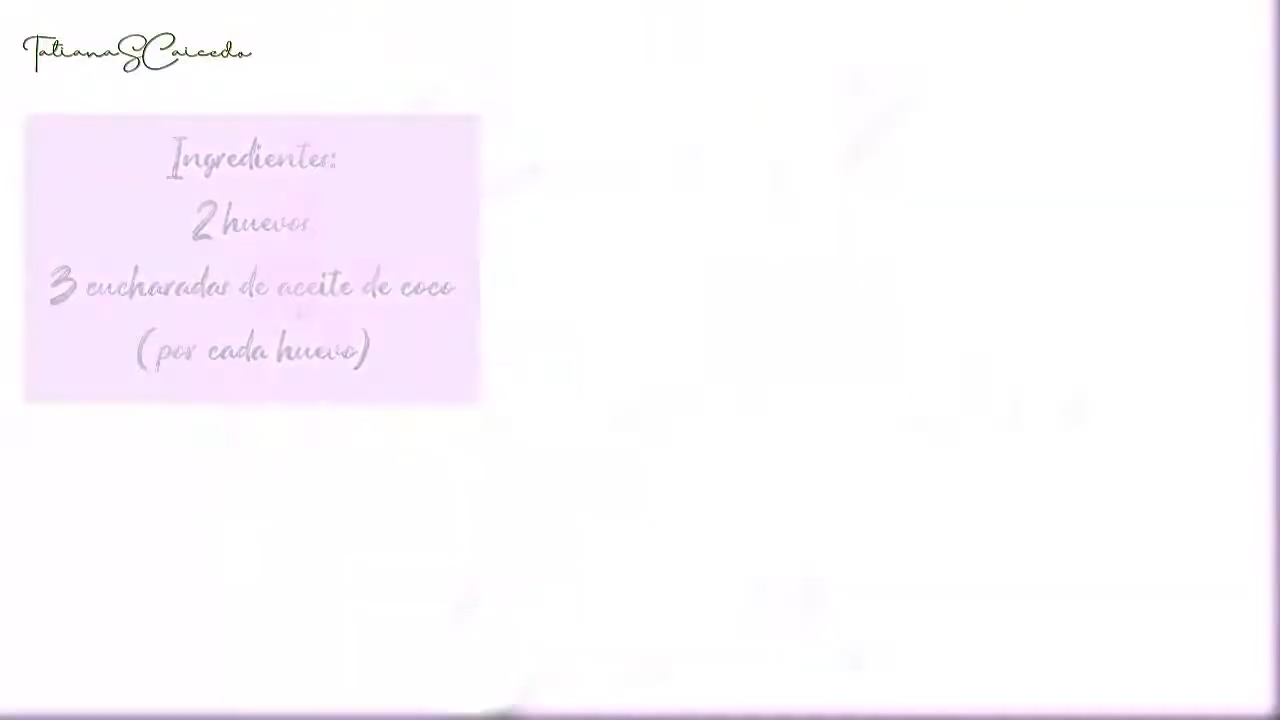 TatianaSCaicedo
Ingredientes:
2 huevos
3 cucharadas de aceite de coco
(por cada huevo)